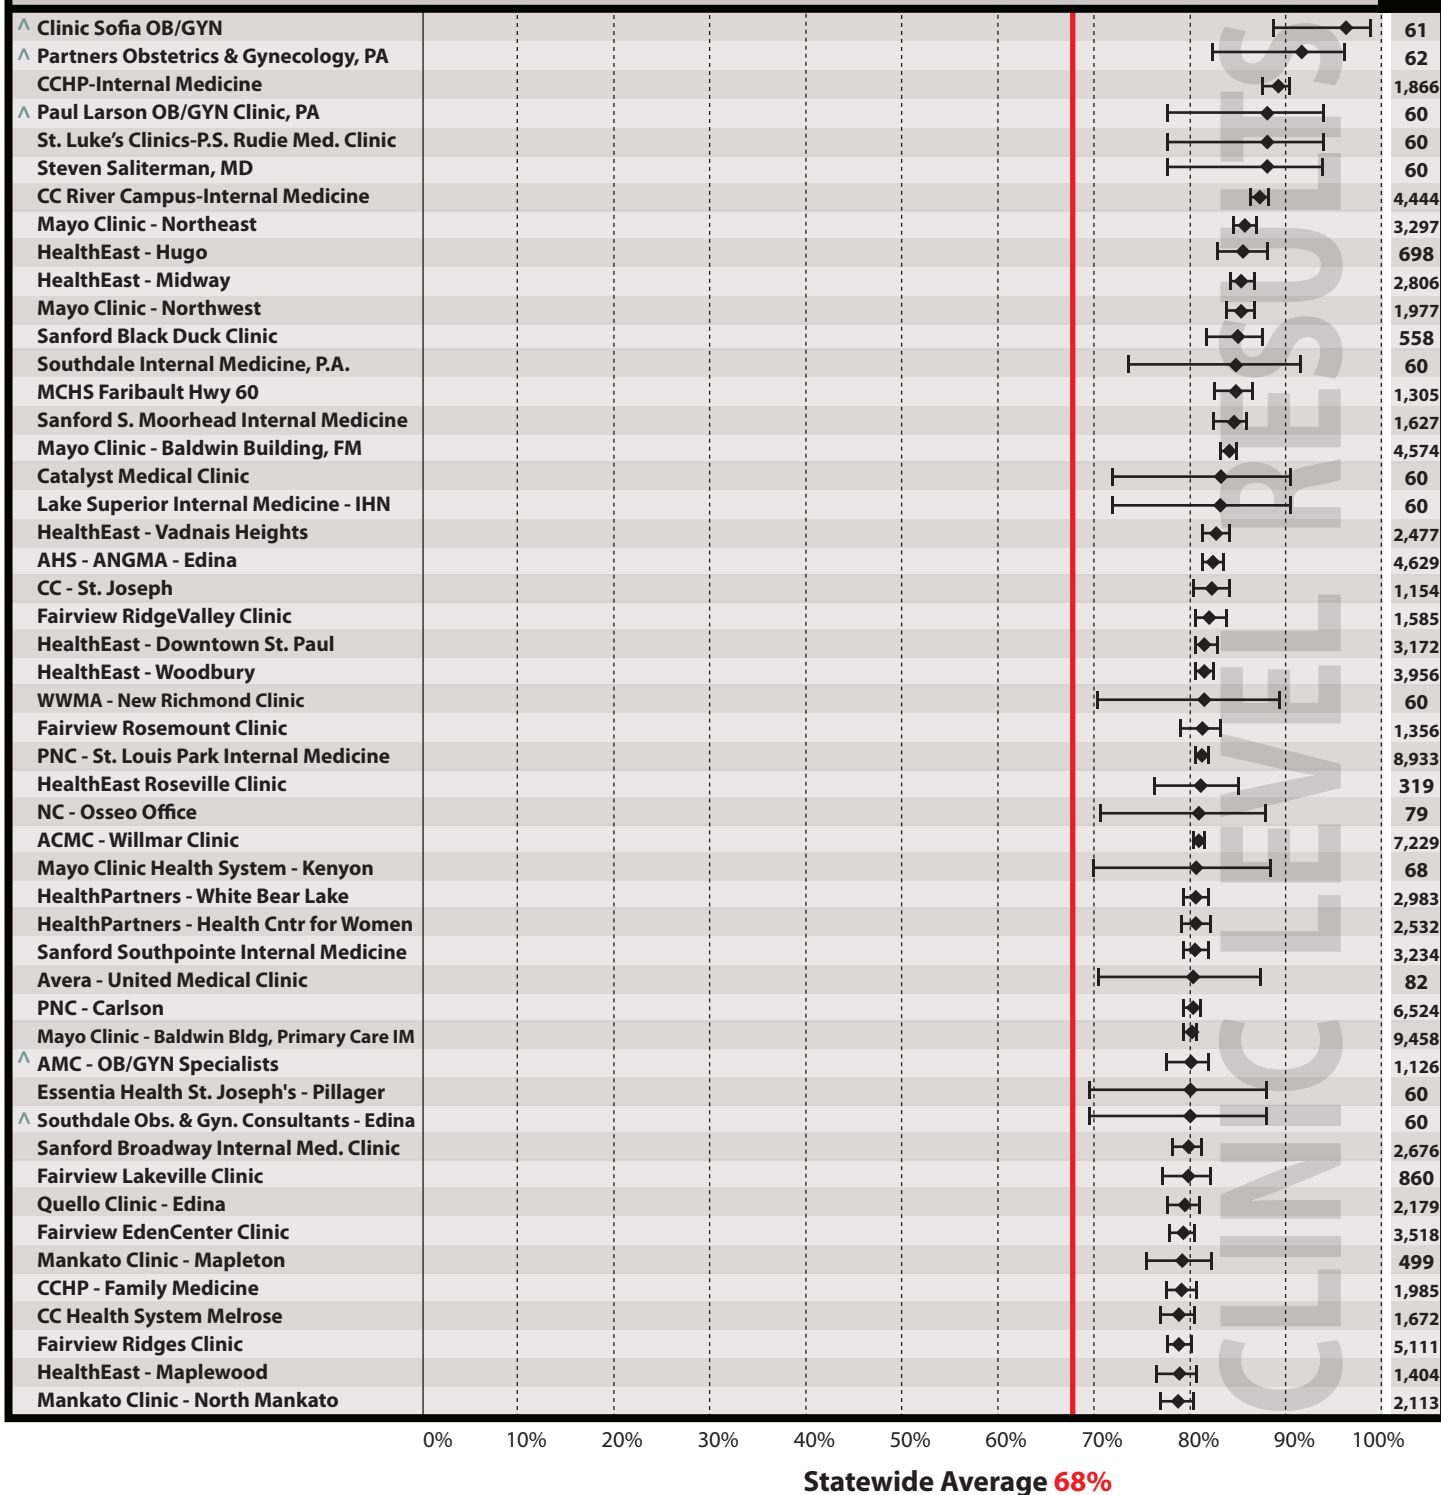 ^ Clinic Sofia OB/GYN 61
^ Partners Obstetrics & Gynecology, PA 62
CCHP-Internal Medicine 1,866
^ Paul Larson OB/GYN Clinic, PA 60
St. Luke’s Clinics-P.S. Rudie Med. Clinic 60
Steven Saliterman, MD 60
CC River Campus-Internal Medicine 4,444
Mayo Clinic - Northeast 3,297
HealthEast - Hugo 698
HealthEast - Midway 2,806
Mayo Clinic - Northwest 1,977
Sanford Black Duck Clinic 558
Southdale Internal Medicine, P.A. 60
MCHS Faribault Hwy 60 1,305
Sanford S. Moorhead Internal Medicine 1,627
Mayo Clinic - Baldwin Building, FM 4,574
Catalyst Medical Clinic 60
Lake Superior Internal Medicine - IHN 60
HealthEast - Vadnais Heights 2,477
AHS - ANGMA - Edina 4,629
CC - St. Joseph 1,154
Fairview RidgeValley Clinic 1,585
HealthEast - Downtown St. Paul 3,172
HealthEast - Woodbury 3,956
WWMA - New Richmond Clinic 60
Fairview Rosemount Clinic 1,356
PNC - St. Louis Park Internal Medicine 8,933
HealthEast Roseville Clinic 319
NC - Osseo Office 79
ACMC - Willmar Clinic 7,229
Mayo Clinic Health System - Kenyon 68
HealthPartners - White Bear Lake 2,983
HealthPartners - Health Cntr for Women 2,532
Sanford Southpointe Internal Medicine 3,234
Avera - United Medical Clinic 82
PNC - Carlson 6,524
Mayo Clinic - Baldwin Bldg, Primary Care IM 9,458
^ AMC - OB/GYN Specialists 1,126
Essentia Health St. Joseph's - Pillager 60
^ Southdale Obs. & Gyn. Consultants - Edina 60
Sanford Broadway Internal Med. Clinic 2,676
Fairview Lakeville Clinic 860
Quello Clinic - Edina 2,179
Fairview EdenCenter Clinic 3,518
Mankato Clinic - Mapleton 499
CCHP - Family Medicine 1,985
CC Health System Melrose 1,672
Fairview Ridges Clinic 5,111
HealthEast - Maplewood 1,404
Mankato Clinic - North Mankato 2,113
CLINIC LEVEL RESULTS
0% 10% 20% 30% 40% 50% 60% 70% 80% 90% 100%
Statewide Average 68%